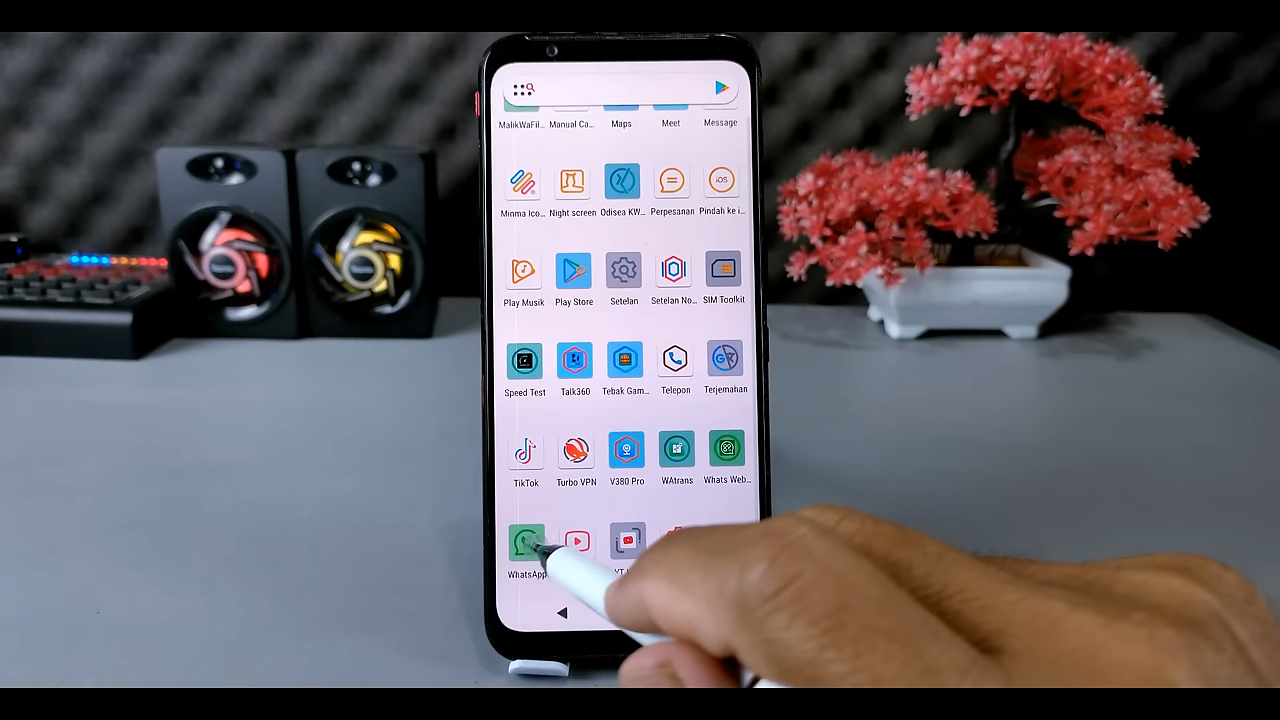 MalikWaFil... Manual Ca... Maps Meet Message
Minma Ico... Night screen Odisea KW... Perpesanan Pindah ke i...
iOS
Play Musik Play Store Setelan Setelan No... SIM Toolkit
Speed Test Talk360 Tebak Gam... Telepon Terjemahan
TikTok Turbo VPN V380 Pro WAtrans Whats Web...
WhatsApp